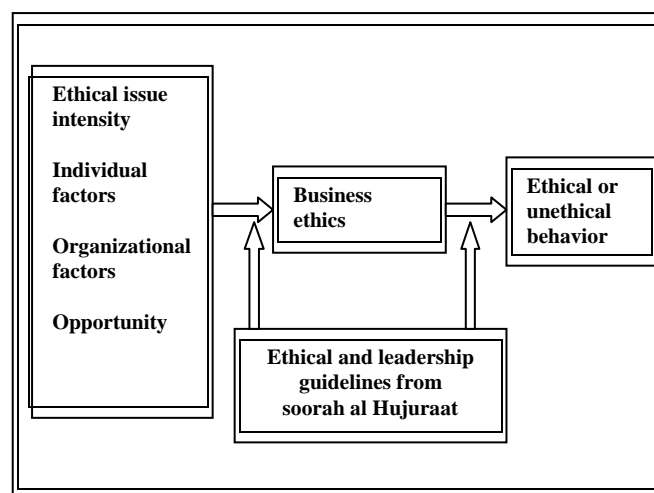 Ethical issue
intensity
Individual
factors
Organizational
factors
Opportunity
Business
ethics
Ethical or
unethical
behavior
Ethical and leadership
guidelines from
soorah al Hujuraat